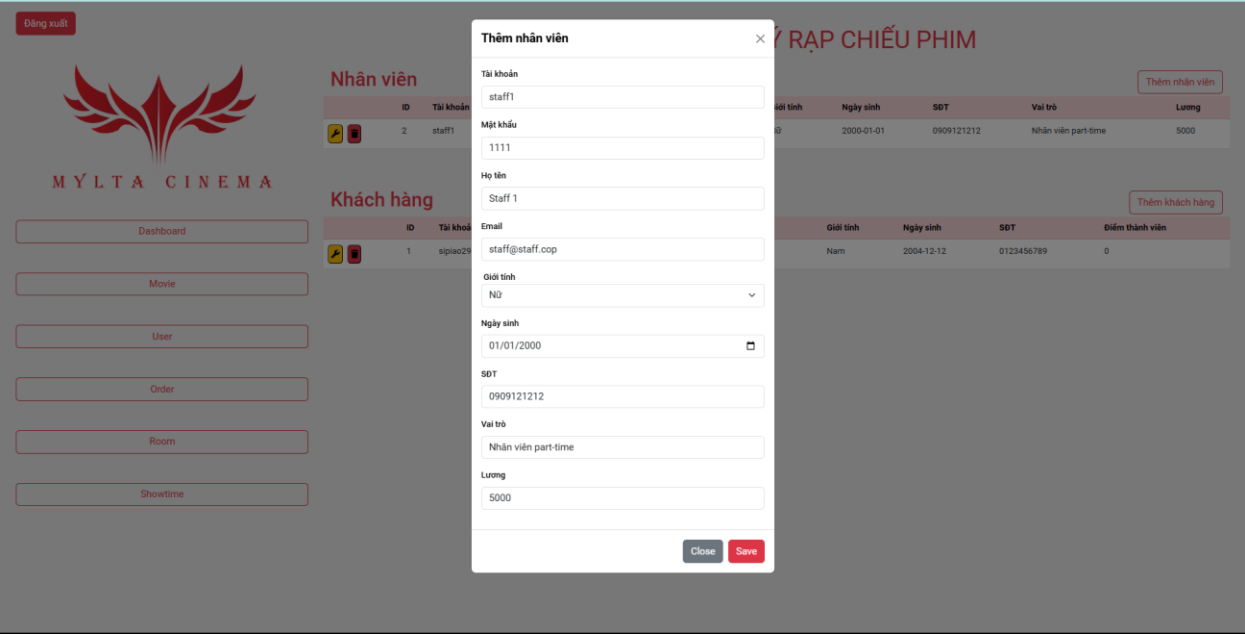 Đăng xuất
MYLTA CINEMA
Dashboard
Movie
User
Order
Room
Showtime
Ý RẠP CHIẾU PHIM
Nhân viên
Thêm nhân viên
ID Tài khoản Giới tính Ngày sinh SĐT Vai trò Lương
2 staff1 Nữ 2000-01-01 0909121212 Nhân viên part-time 5000
Khách hàng
Thêm khách hàng
ID Tài khoả Giới tính Ngày sinh SĐT Điểm thành viên
1 sipiao29 Nam 2004-12-12 0123456789 0
Thêm nhân viên
Tài khoản
staff1
Mật khẩu
1111
Họ tên
Staff 1
Email
staff@staff.cop
Giới tính
Nữ
Ngày sinh
01/01/2000
SĐT
0909121212
Vai trò
Nhân viên part-time
Lương
5000
Close Save